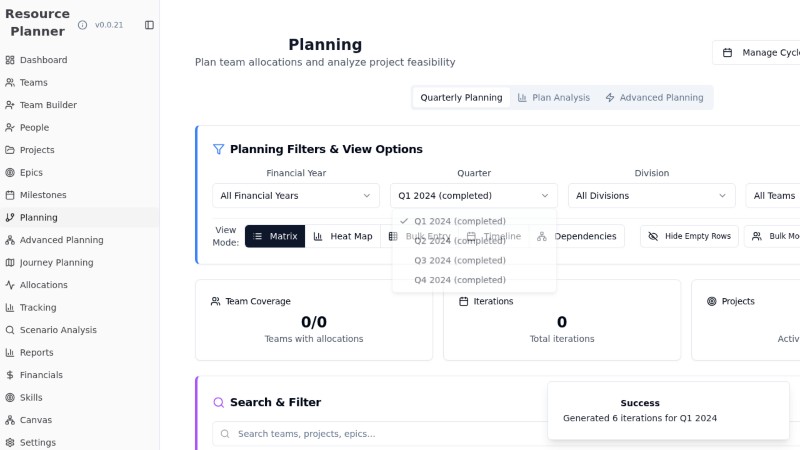 Resource
Planner
v0.0.21
Dashboard
Teams
Team Builder
People
Projects
Epics
Milestones
Planning
Advanced Planning
Journey Planning
Allocations
Tracking
Scenario Analysis
Reports
Financials
Skills
Canvas
Settings
Planning
Plan team allocations and analyze project feasibility
Manage Cycle
Quarterly Planning
Plan Analysis
Advanced Planning
Planning Filters & View Options
Financial Year
Quarter
Division
All Financial Years
Q1 2024 (completed)
All Divisions
All Teams
View
Mode:
Matrix
Heat Map
Bulk Entry
Timeline
Dependencies
Hide Empty Rows
Bulk Mo
Q1 2024 (completed)
Q2 2024 (completed)
Q3 2024 (completed)
Q4 2024 (completed)
Team Coverage
0/0
Teams with allocations
Iterations
0
Total iterations
Projects
Activ
Search & Filter
Search teams, projects, epics...
Success
Generated 6 iterations for Q1 2024